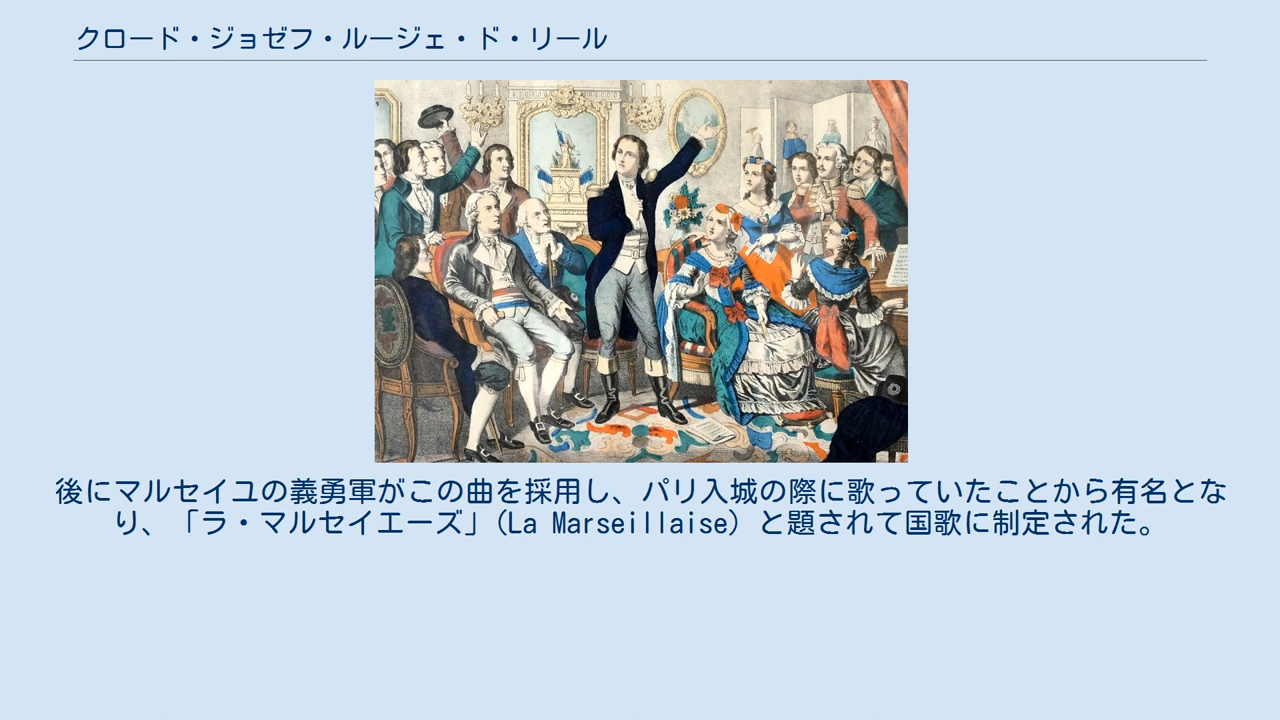 クロード・ジョゼフ・ルージェ・ド・リール
後にマルセイユの義勇軍がこの曲を採用し、パリ入城の際に歌っていたことから有名とな
り、「ラ・マルセイエーズ」(La Marseillaise) と題されて国歌に制定された。